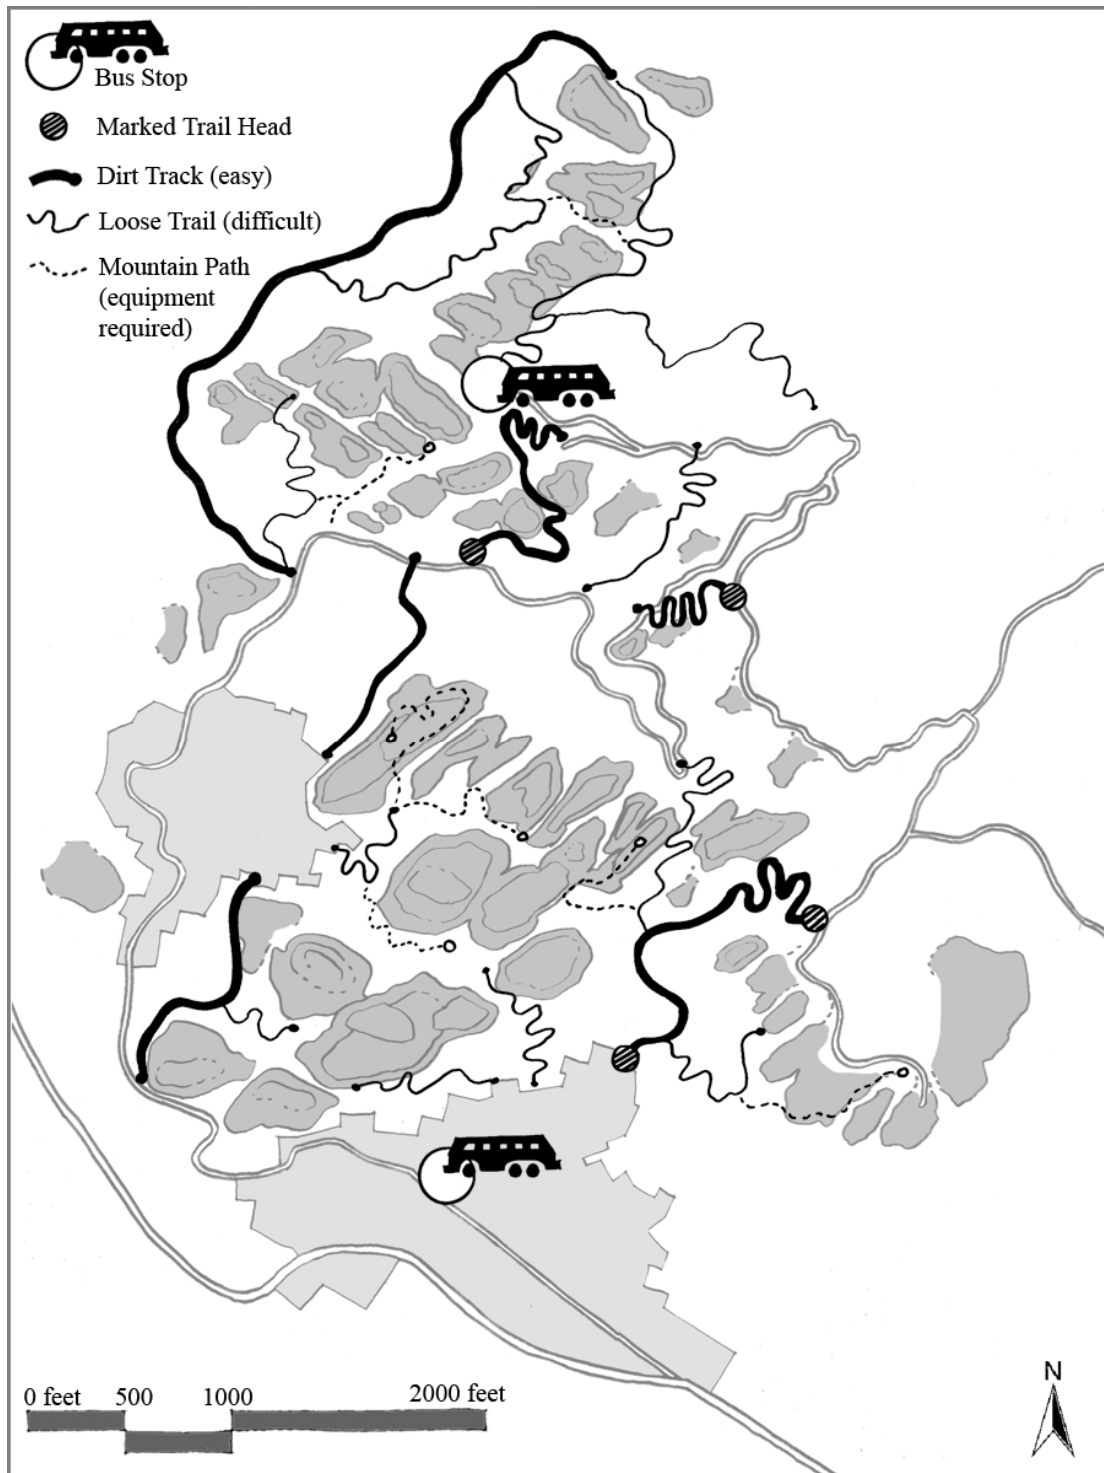 Bus Stop
Marked Trail Head
Dirt Track (easy)
Loose Trail (difficult)
Mountain Path
(equipment
required)
0 feet 500 1000 2000 feet
N